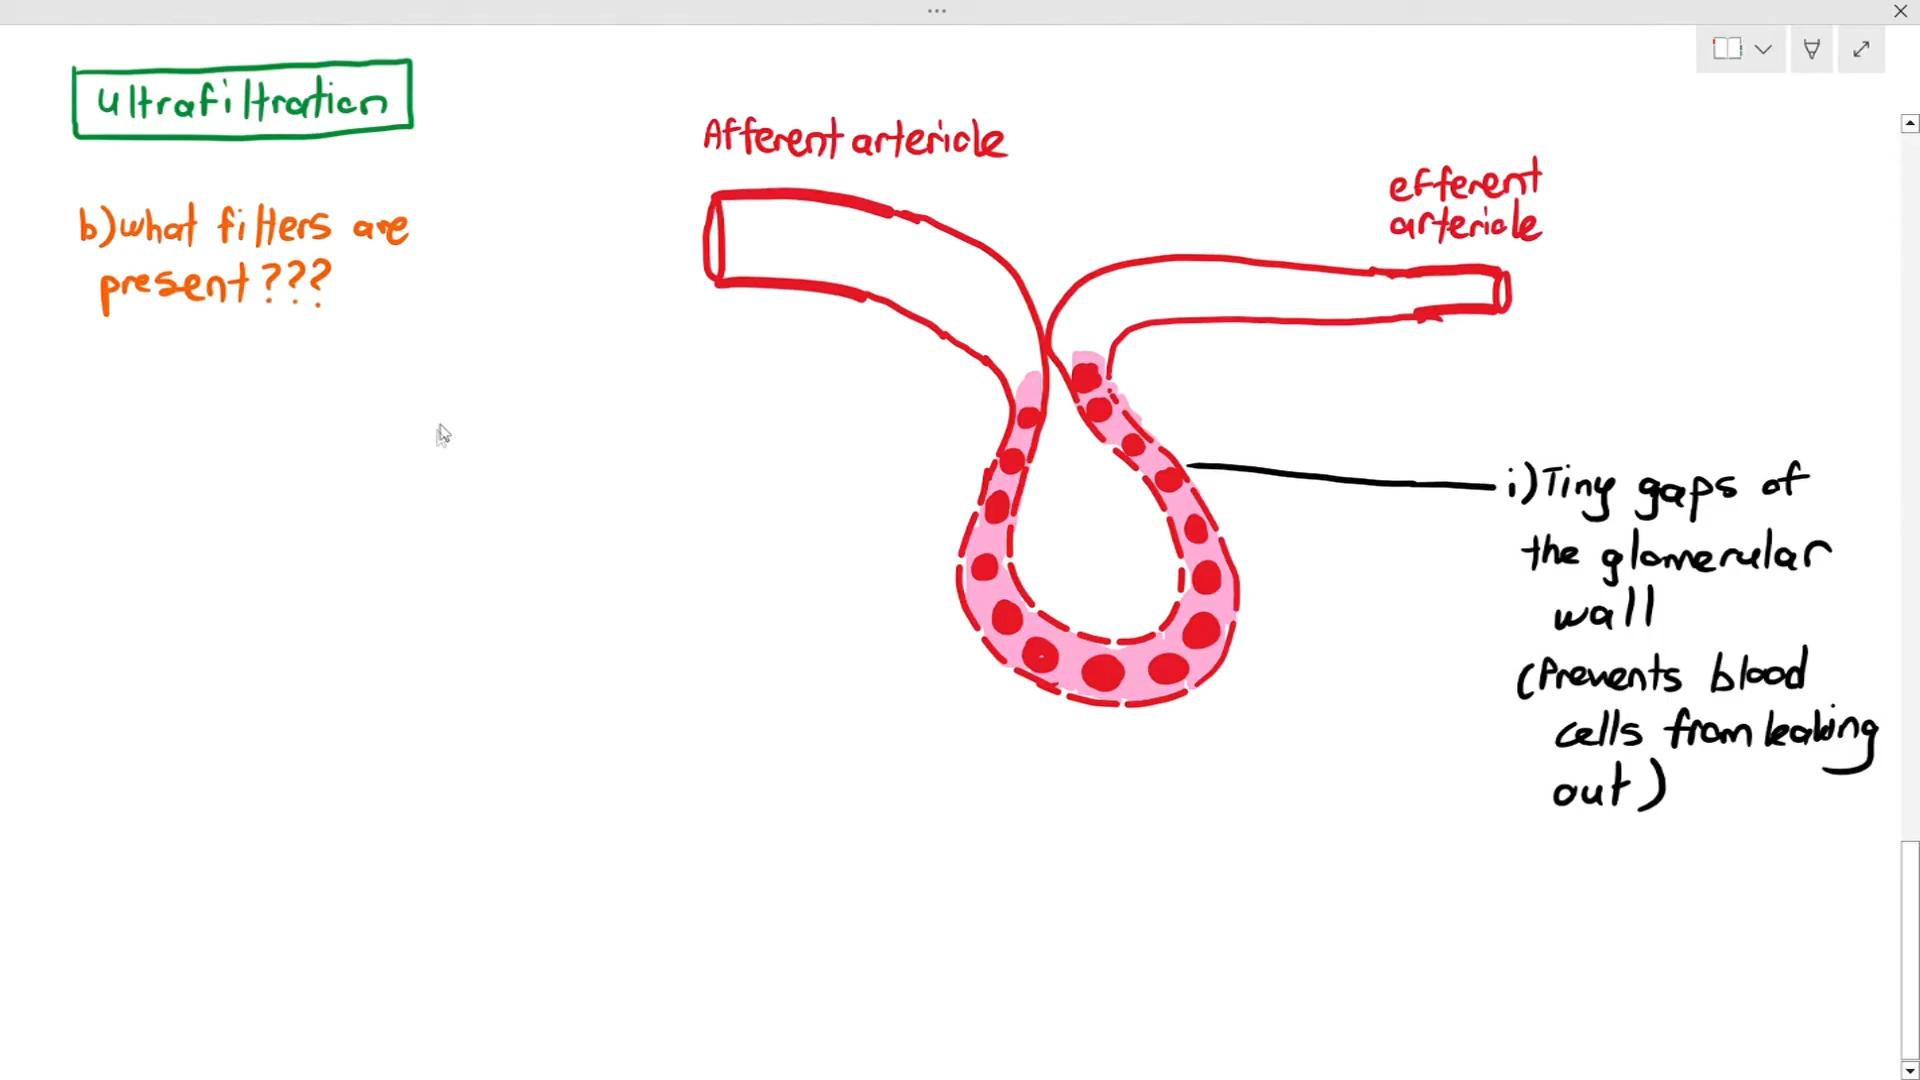 ultrafiltration
b) what filters are
present???
Afferent arteriole
efferent
arteriole
i) Tiny gaps of
the glomerular
wall
(Prevents blood
cells from leaking
out)